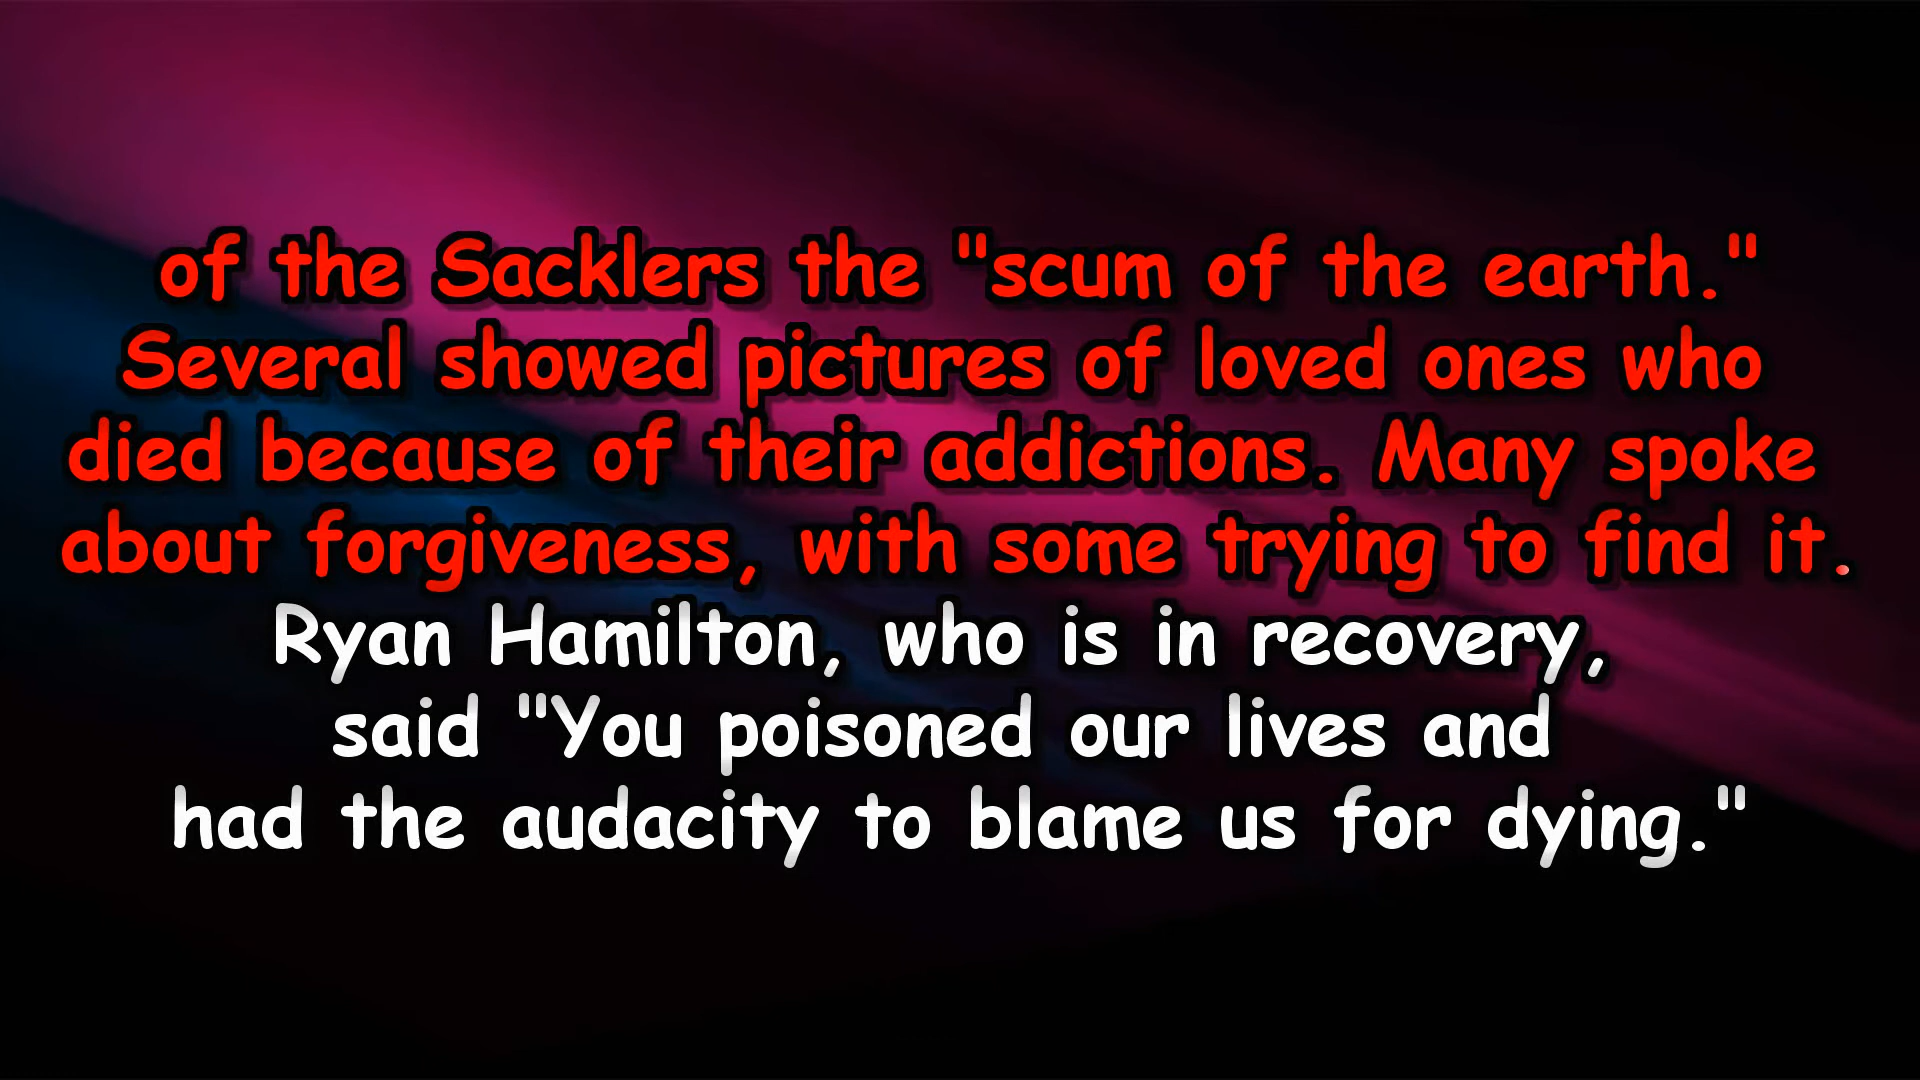 of the Sacklers the "scum of the earth."
Several showed pictures of loved ones who
died because of their addictions. Many spoke
about forgiveness, with some trying to find it.
Ryan Hamilton, who is in recovery,
said "You poisoned our lives and
had the audacity to blame us for dying."